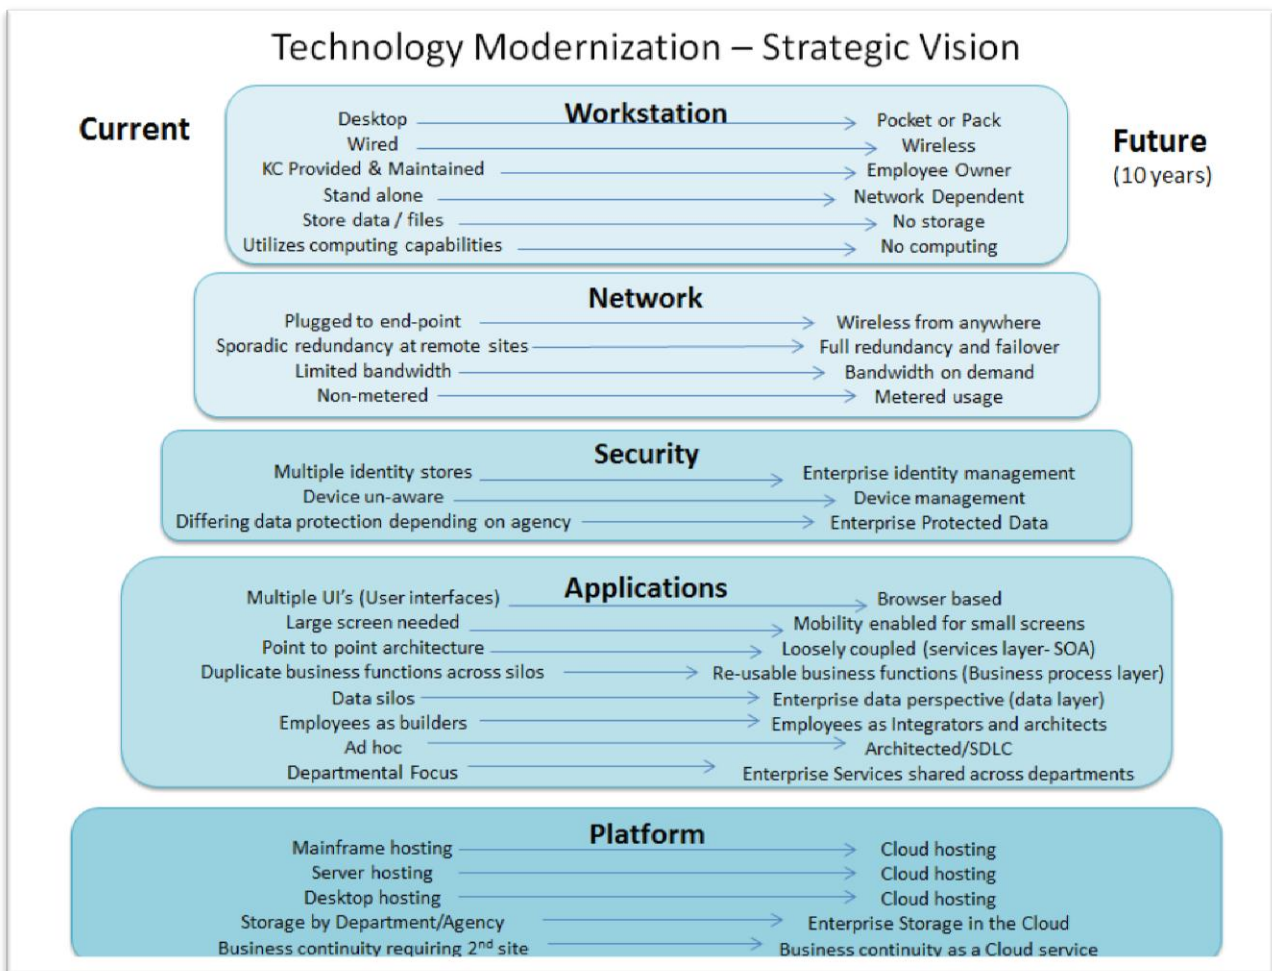 Technology Modernization – Strategic Vision
Current
Future
(10 years)
Workstation
Desktop Pocket or Pack
Wired Wireless
KC Provided & Maintained Employee Owner
Stand alone Network Dependent
Store data / files No storage
Utilizes computing capabilities No computing
Network
Plugged to end-point Wireless from anywhere
Sporadic redundancy at remote sites Full redundancy and failover
Limited bandwidth Bandwidth on demand
Non-metered Metered usage
Security
Multiple identity stores Enterprise identity management
Device un-aware Device management
Differing data protection depending on agency Enterprise Protected Data
Applications
Multiple UI's (User interfaces) Browser based
Large screen needed Mobility enabled for small screens
Point to point architecture Loosely coupled (services layer- SOA)
Duplicate business functions across silos Re-usable business functions (Business process layer)
Data silos Enterprise data perspective (data layer)
Employees as builders Employees as Integrators and architects
Ad hoc Architected/SDLC
Departmental Focus Enterprise Services shared across departments
Platform
Mainframe hosting Cloud hosting
Server hosting Cloud hosting
Desktop hosting Cloud hosting
Storage by Department/Agency Enterprise Storage in the Cloud
Business continuity requiring 2nd site Business continuity as a Cloud service